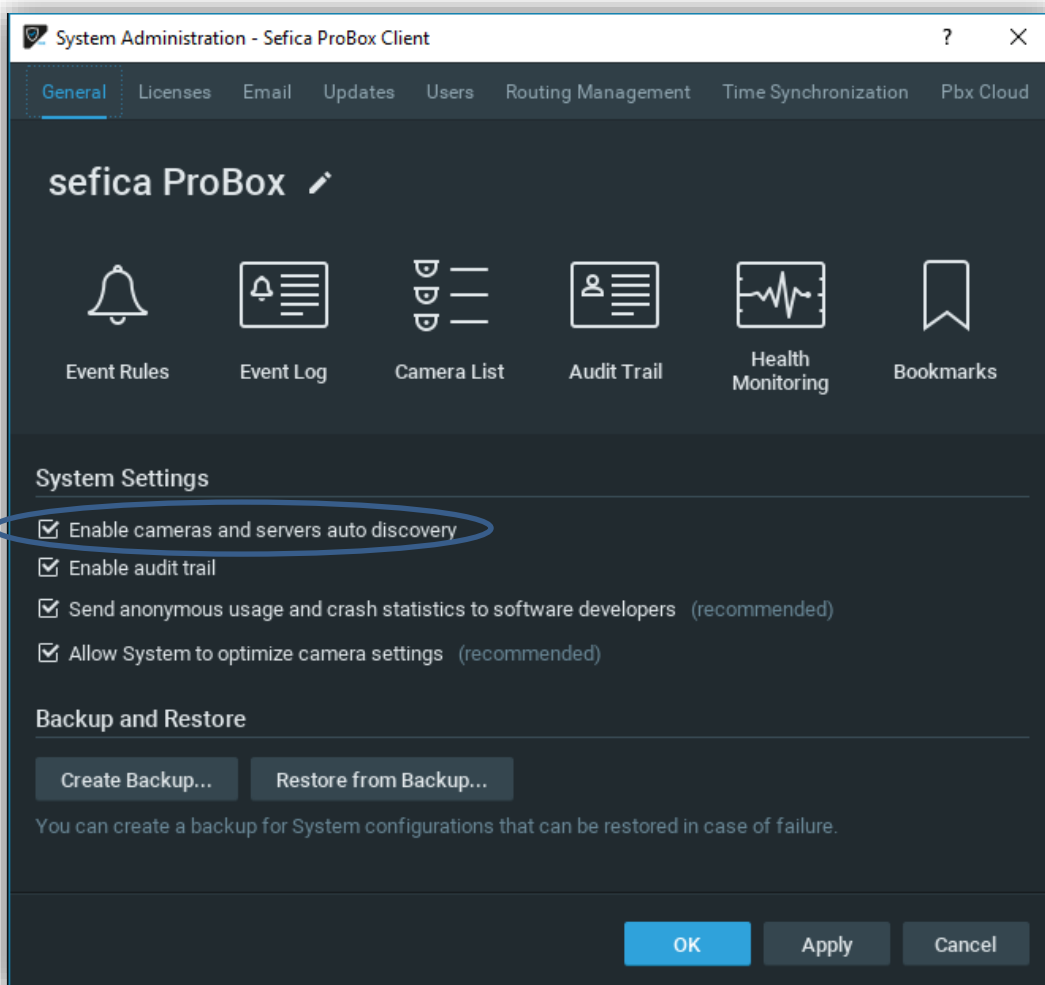 System Administration - Sefica ProBox Client ?
General Licenses Email Updates Users Routing Management Time Synchronization Pbx Cloud
sefica ProBox
Event Rules
Event Log
Camera List
Audit Trail
Health
Monitoring
Bookmarks
System Settings
Enable cameras and servers auto discovery
Enable audit trail
Send anonymous usage and crash statistics to software developers (recommended)
Allow System to optimize camera settings (recommended)
Backup and Restore
Create Backup... Restore from Backup...
You can create a backup for System configurations that can be restored in case of failure.
OK Apply Cancel